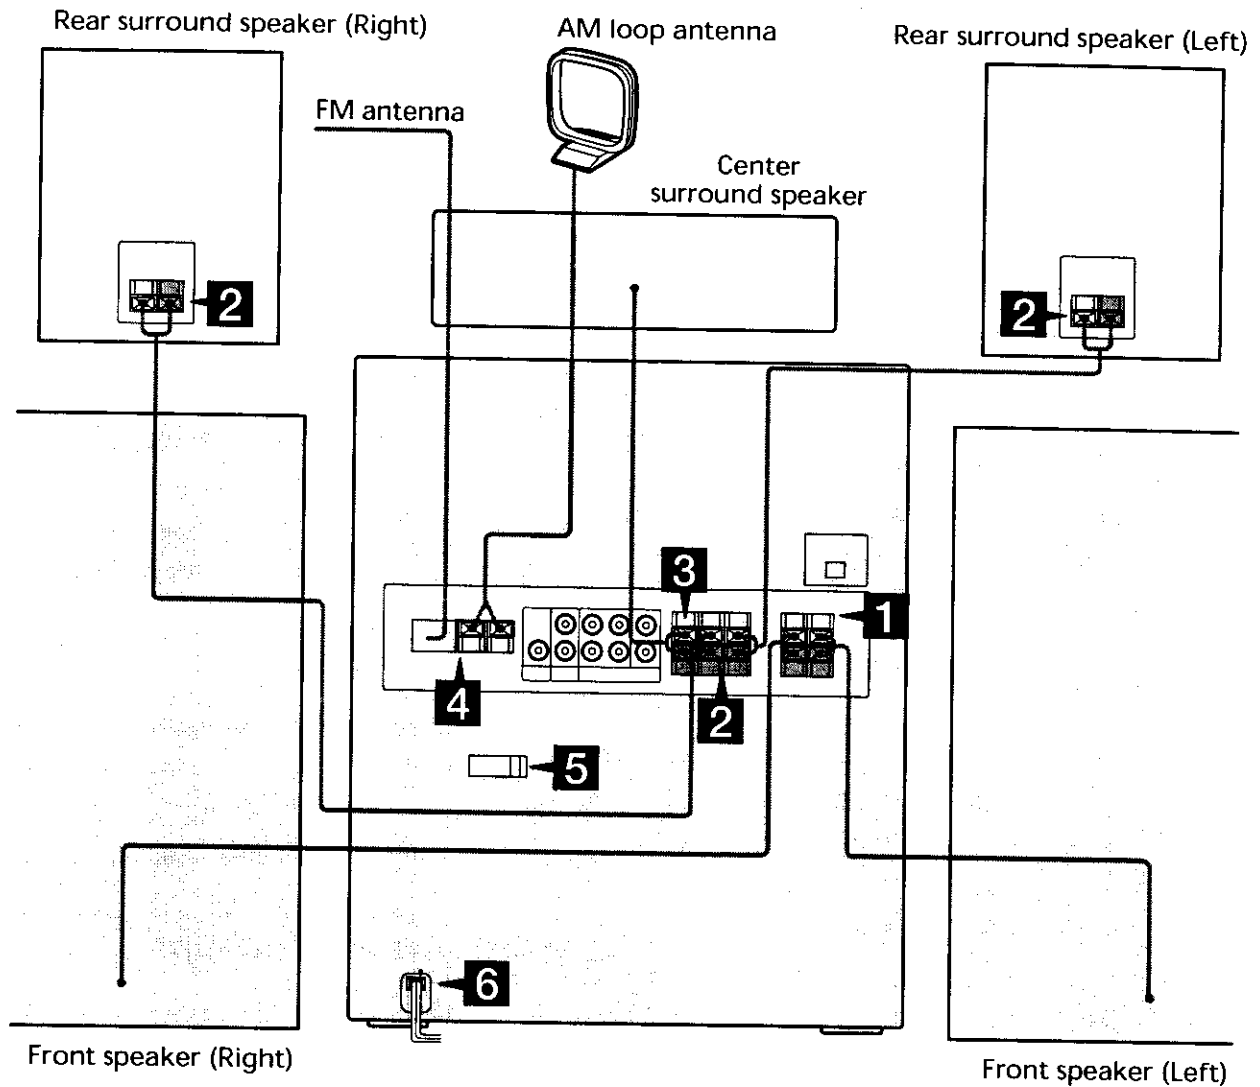 Rear surround speaker (Right)
AM loop antenna
Rear surround speaker (Left)
FM antenna
Center
surround speaker
2
2
3
1
4
2
5
6
Front speaker (Right)
Front speaker (Left)